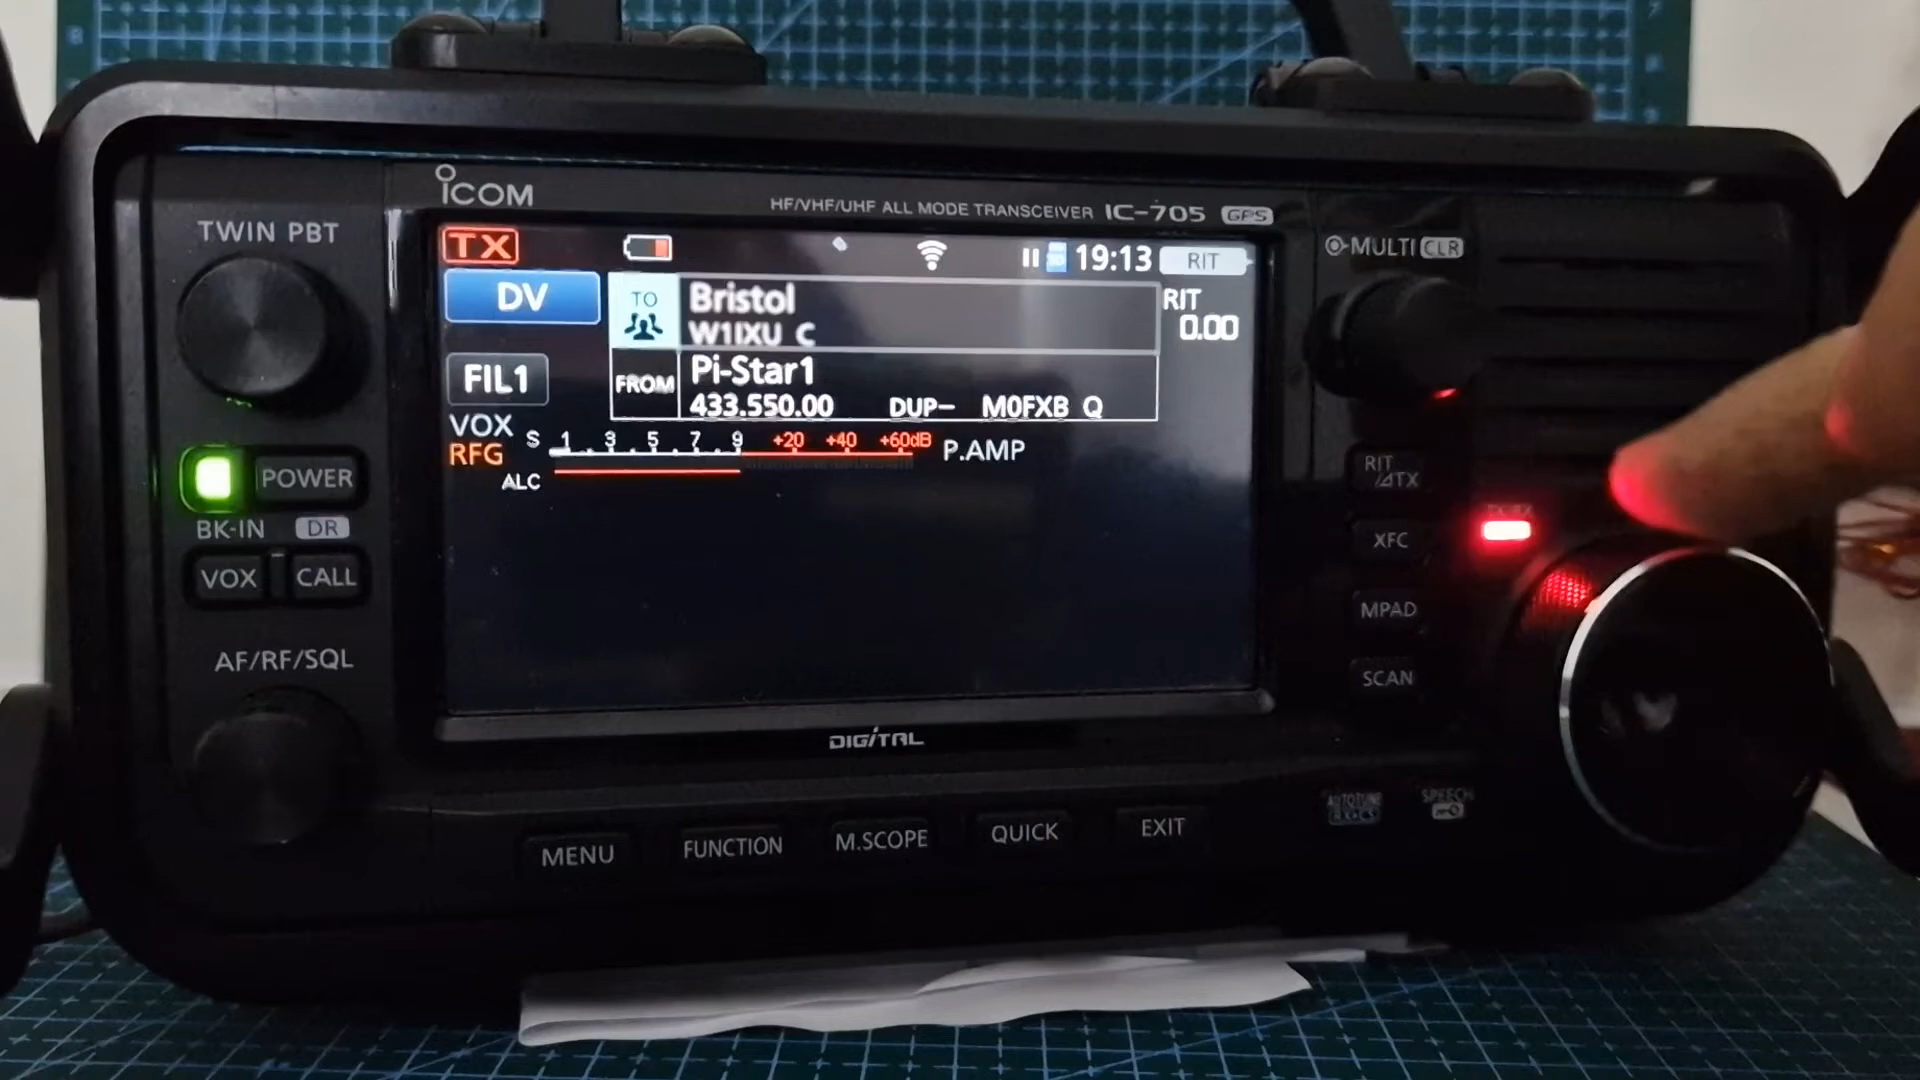 ICOM
HF/VHF/UHF ALL MODE TRANSCEIVER IC-705 GPS
TWIN PBT
MULTI CLR
TX
19:13
RIT
DV
TO
Bristol
W1IXU C
RIT
0.00
FIL1
FROM
Pi-Star1
433.550.00 DUP- M0FXB Q
VOX
RFG
S 1 3 5 7 9 +20 +40 +60dB
P.AMP
ALC
POWER
BK-IN DR
VOX CALL
AF/RF/SQL
RIT
⊿TX
XFC
MPAD
SCAN
DIGITAL
MENU FUNCTION M.SCOPE QUICK EXIT
AUTOTUNE
SPEECH